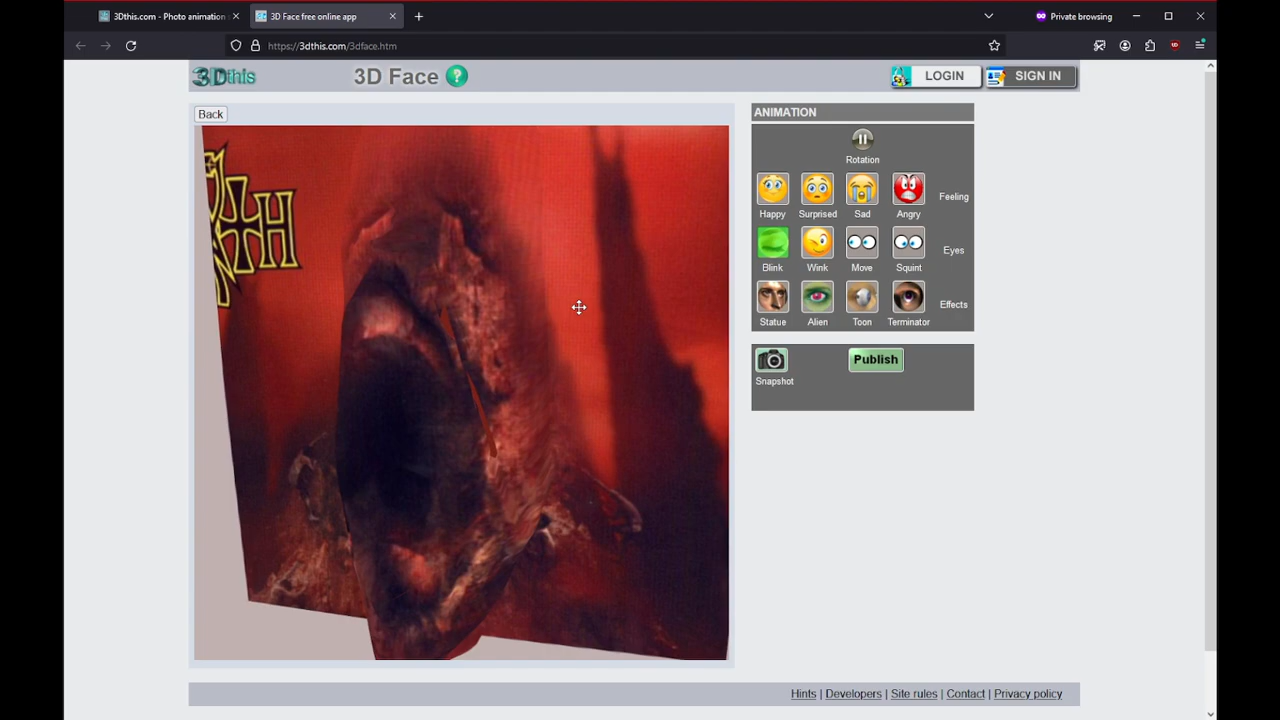 3Dthis.com - Photo animation
3D Face free online app
Private browsing
https://3dthis.com/3dface.htm
3Dthis
3D Face ?
LOGIN
SIGN IN
Back
ANIMATION
Rotation
Happy Surprised Sad Angry Feeling
Blink Wink Move Squint Eyes
Statue Alien Toon Terminator Effects
Snapshot
Publish
Hints | Developers | Site rules | Contact | Privacy policy